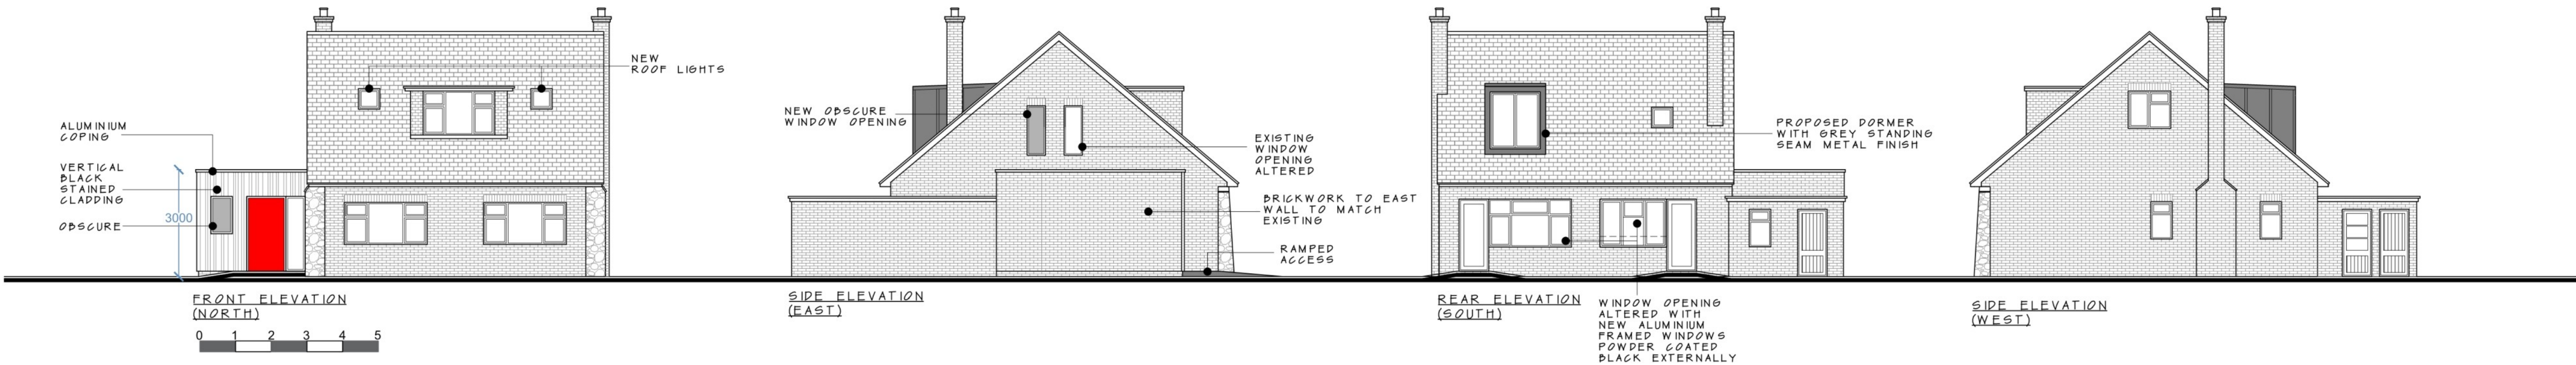 NEW
ROOF LIGHTS
ALUMINIUM
COPING
VERTICAL
BLACK
STAINED
CLADDING
3000
OBSCURE
FRONT ELEVATION
(NORTH)
0 1 2 3 4 5
NEW OBSCURE
WINDOW OPENING
EXISTING
WINDOW
OPENING
ALTERED
BRICKWORK TO EAST
WALL TO MATCH
EXISTING
RAMPED
ACCESS
SIDE ELEVATION
(EAST)
PROPOSED DORMER
WITH GREY STANDING
SEAM METAL FINISH
REAR ELEVATION
(SOUTH)
WINDOW OPENING
ALTERED WITH
NEW ALUMINIUM
FRAMED WINDOWS
POWDER COATED
BLACK EXTERNALLY
SIDE ELEVATION
(WEST)